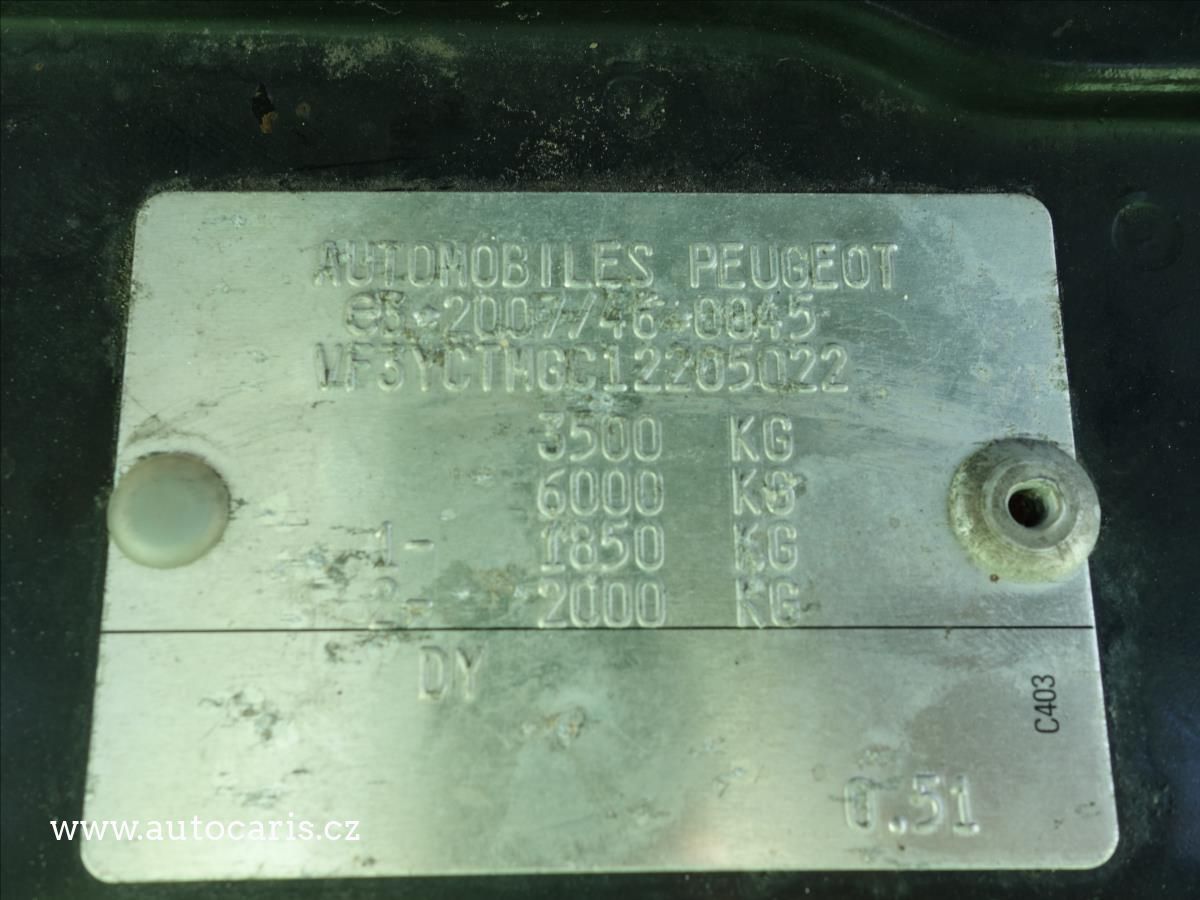 AUTOMOBILES PEUGEOT
e3*2007/46*0045
VF3YCTMGC12205022
3500 KG
6000 KG
1- 1850 KG
2- 2000 KG
DY
C403
0.51
www.autocaris.cz